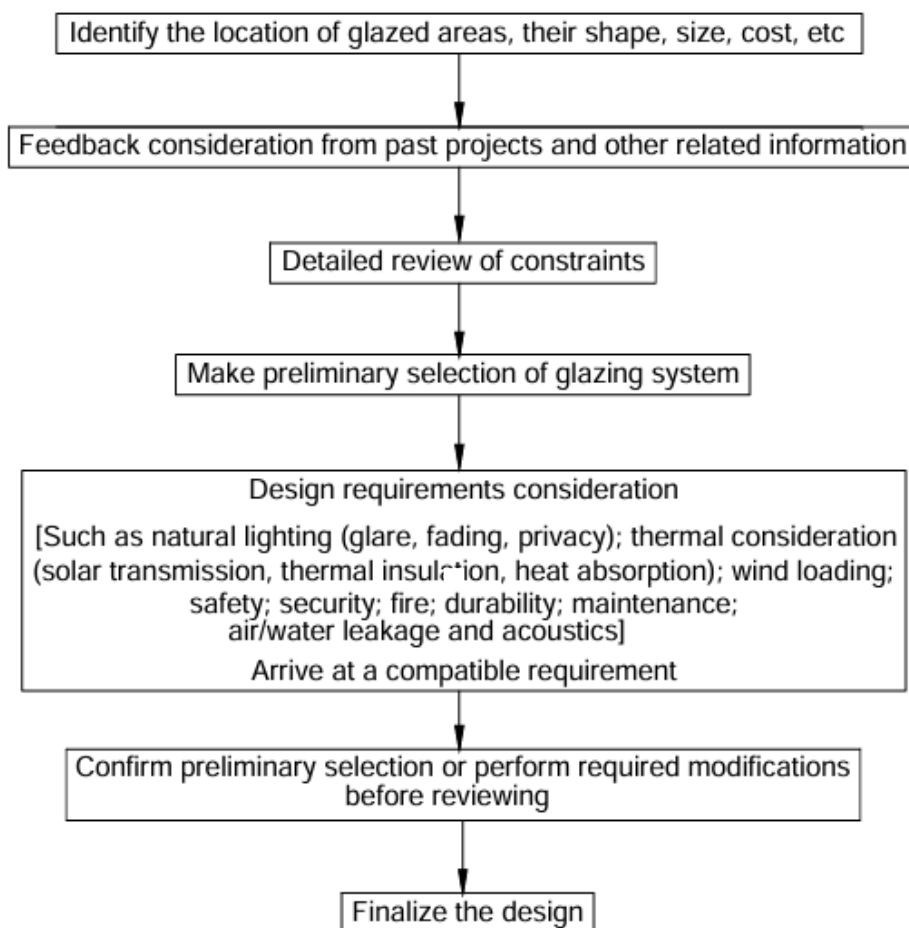 Identify the location of glazed areas, their shape, size, cost, etc
Feedback consideration from past projects and other related information
Detailed review of constraints
Make preliminary selection of glazing system
Design requirements consideration
[Such as natural lighting (glare, fading, privacy); thermal consideration
(solar transmission, thermal insulation, heat absorption); wind loading;
safety; security; fire; durability; maintenance;
air/water leakage and acoustics]
Arrive at a compatible requirement
Confirm preliminary selection or perform required modifications
before reviewing
Finalize the design